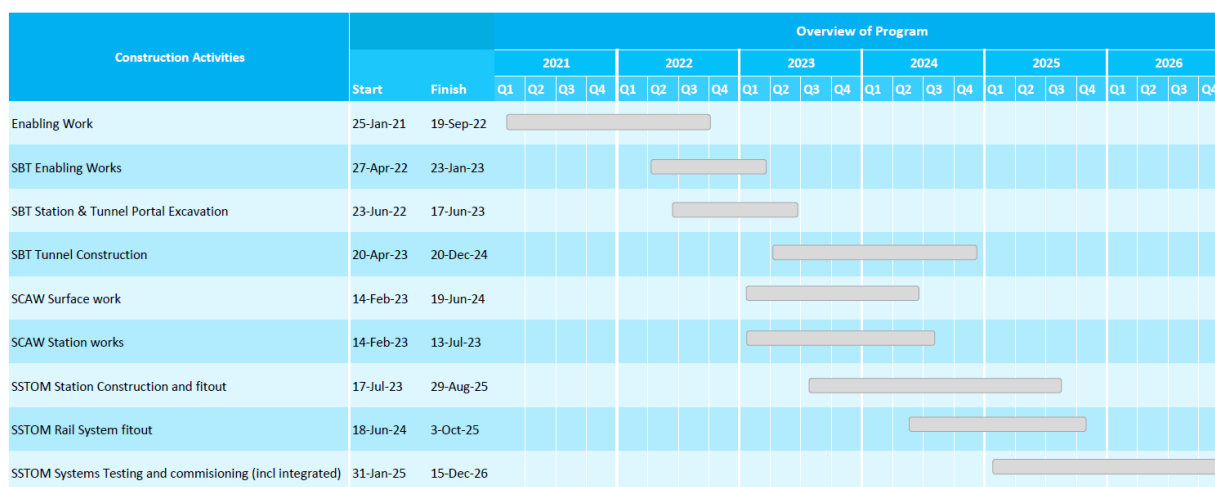 Overview of Program
Construction Activities
2021 2022 2023 2024 2025 2026
Start Finish Q1 Q2 Q3 Q4 Q1 Q2 Q3 Q4 Q1 Q2 Q3 Q4 Q1 Q2 Q3 Q4 Q1 Q2 Q3 Q4 Q1 Q2 Q3 Q4
Enabling Work 25-Jan-21 19-Sep-22
SBT Enabling Works 27-Apr-22 23-Jan-23
SBT Station & Tunnel Portal Excavation 23-Jun-22 17-Jun-23
SBT Tunnel Construction 20-Apr-23 20-Dec-24
SCAW Surface work 14-Feb-23 19-Jun-24
SCAW Station works 14-Feb-23 13-Jul-23
SSTOM Station Construction and fitout 17-Jul-23 29-Aug-25
SSTOM Rail System fitout 18-Jun-24 3-Oct-25
SSTOM Systems Testing and commisioning (incl integrated) 31-Jan-25 15-Dec-26